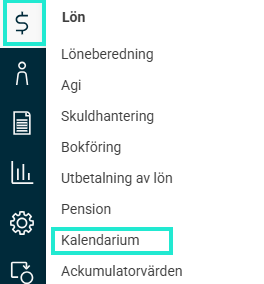 Lön
Löneberedning
Agi
Skuldhantering
Bokföring
Utbetalning av lön
Pension
Kalendarium
Ackumulatorvärden